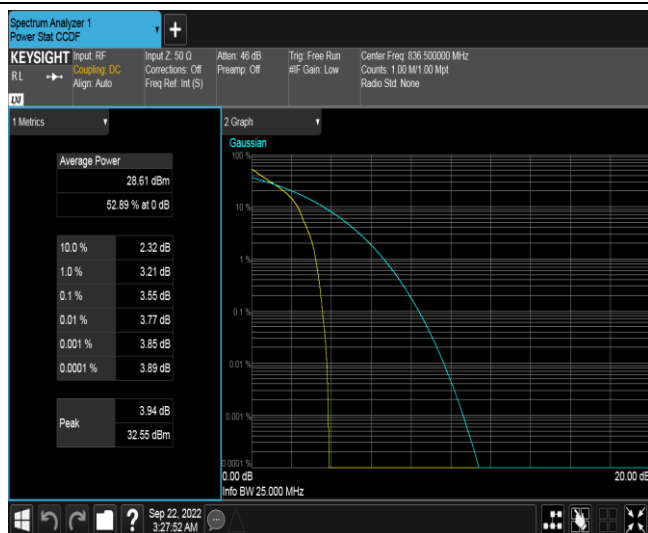 Spectrum Analyzer 1
Power Stat CCDF
+
KEYSIGHT
RL
LXI
Input: RF
Coupling: DC
Align: Auto
Input Z: 50 Ω
Corrections: Off
Freq Ref: Int (S)
Atten: 46 dB
Preamp: Off
Trig: Free Run
#IF Gain: Low
Center Freq: 836.500000 MHz
Counts: 1.00 M/1.00 Mpt
Radio Std: None
1 Metrics
Average Power
28.61 dBm
52.89 % at 0 dB
10.0 % 2.32 dB
1.0 % 3.21 dB
0.1 % 3.55 dB
0.01 % 3.77 dB
0.001 % 3.85 dB
0.0001 % 3.89 dB
Peak
3.94 dB
32.55 dBm
2 Graph
Gaussian
100 %
10 %
1 %
0.1 %
0.01 %
0.001 %
0.0001 %
0.00 dB
20.00 dB
Info BW 25.000 MHz
?
Sep 22, 2022
3:27:52 AM